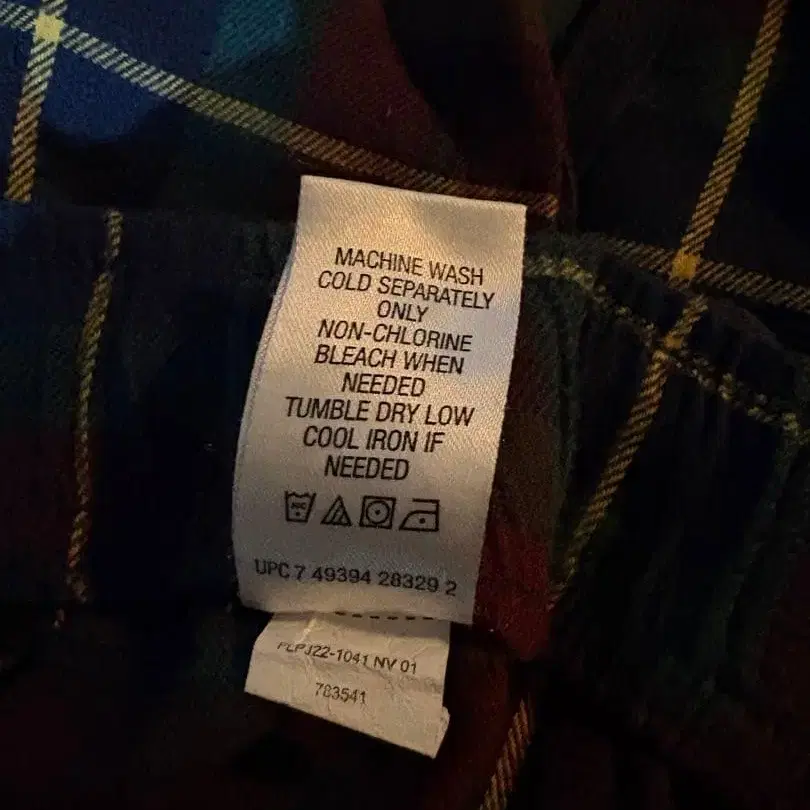 MACHINE WASH
COLD SEPARATELY
ONLY
NON-CHLORINE
BLEACH WHEN
NEEDED
TUMBLE DRY LOW
COOL IRON IF
NEEDED
UPC 7 49394 28329 2
PLPJ22-1041 NV 01
783541